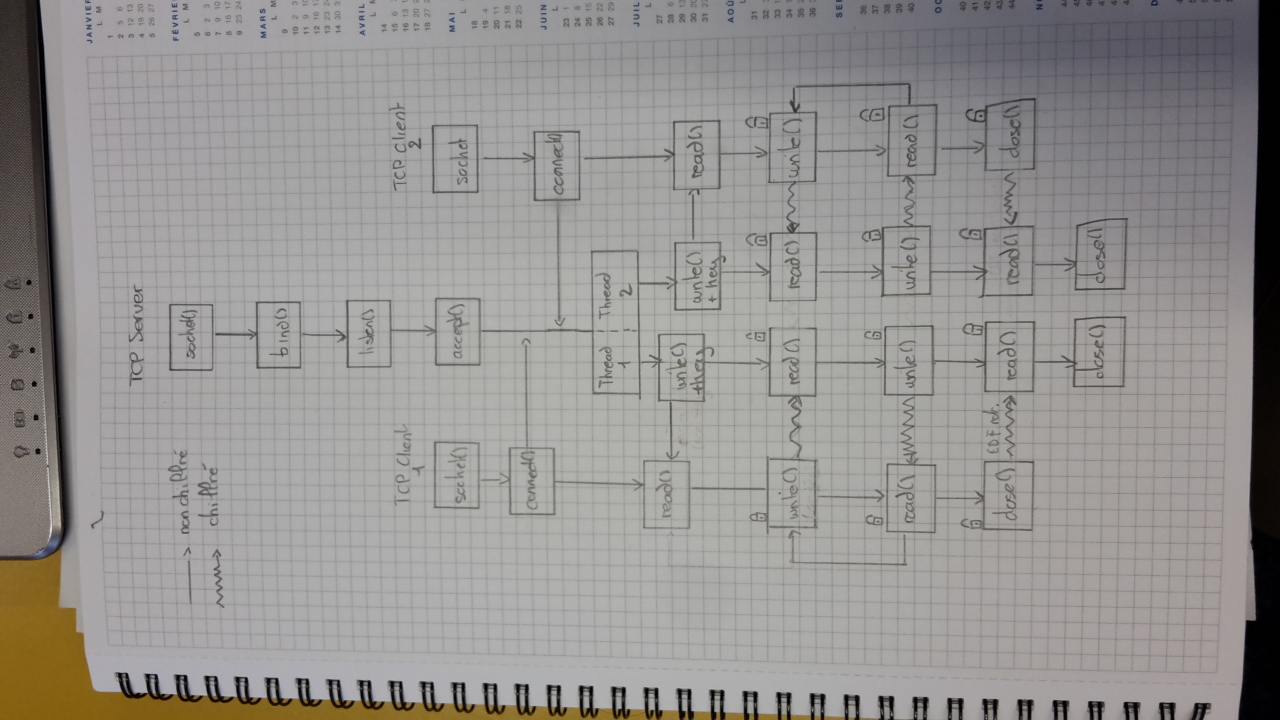 TCP Server
non chiffré
chiffré
socket()
bind()
listen()
TCP Client
1
TCP Client
2
socket()
accept()
socket
connect()
connect()
Thread
1
Thread
2
read()
write()
+key
write()
+ key
read()
write()
read()
read()
write()
read()
write()
write()
read()
close()
read()
read()
close()
close()
close()
JANVIER
L M
1
2 5 6
3 12 13
4 19 20
5 26 27
FÉVRIE
L M
5
6 2 3
7 9 10
8 16 17
9 23 24
MARS
L M
9
10 2 3
11 9 10
12 16 17
13 23 24
14 30 3
AVRIL
L M
14
15 6
16 13
17 20
18 27
MAI
L
18
19 4
20 11
21 18
22 25
JUIN
L
23 1
24 8
25 15
26 22
27 29
JUIL
L
27
28 6
29 13
30 20
31 27
AOÛ
31
32
33
34
35
36
SEP
36
37
38
39
40
OC
40
41
42
43
44